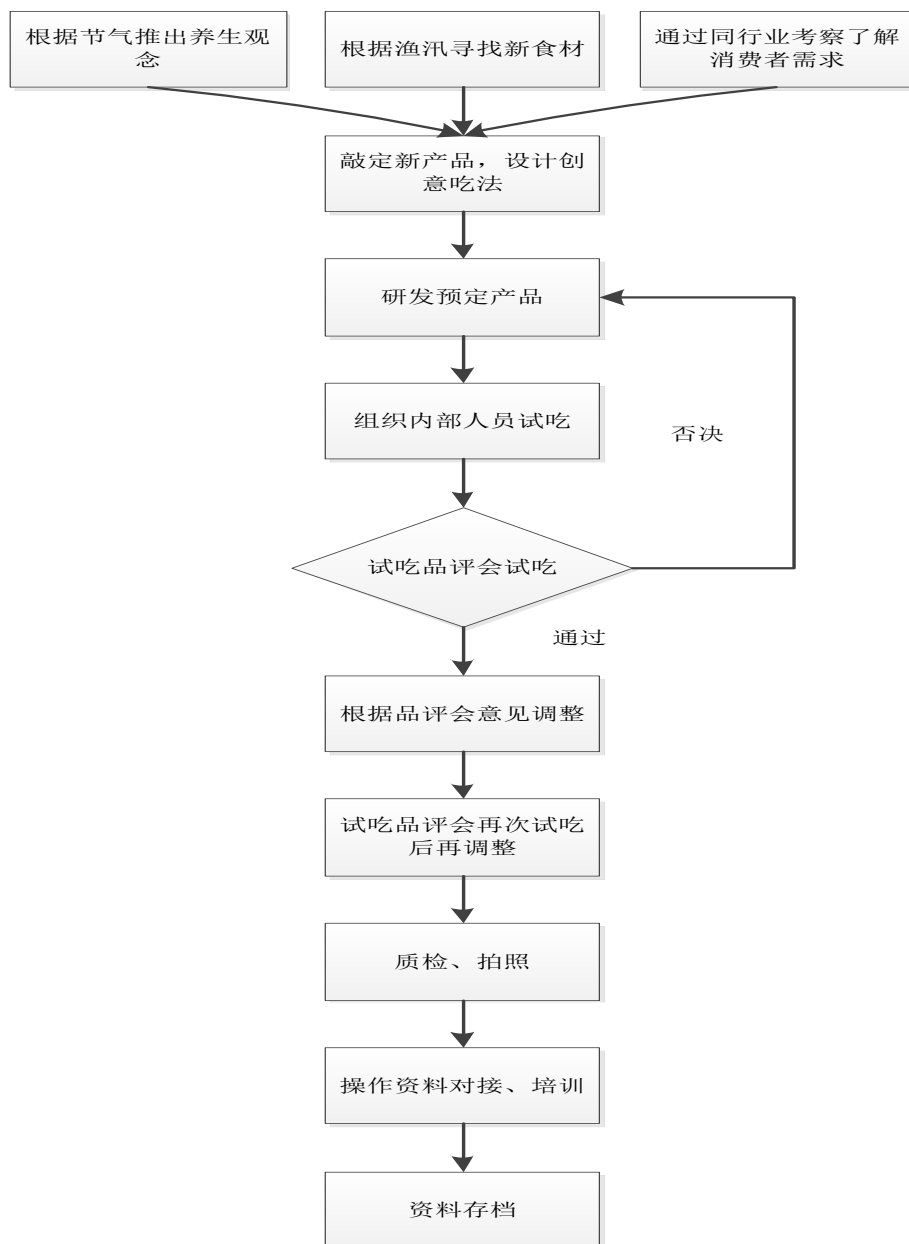 根据节气推出养生观
念
根据渔汛寻找新食材
通过同行业考察了解
消费者需求
敲定新产品，设计创
意吃法
研发预定产品
组织内部人员试吃
否决
试吃品评会试吃
通过
根据品评会意见调整
试吃品评会再次试吃
后再调整
质检、拍照
操作资料对接、培训
资料存档